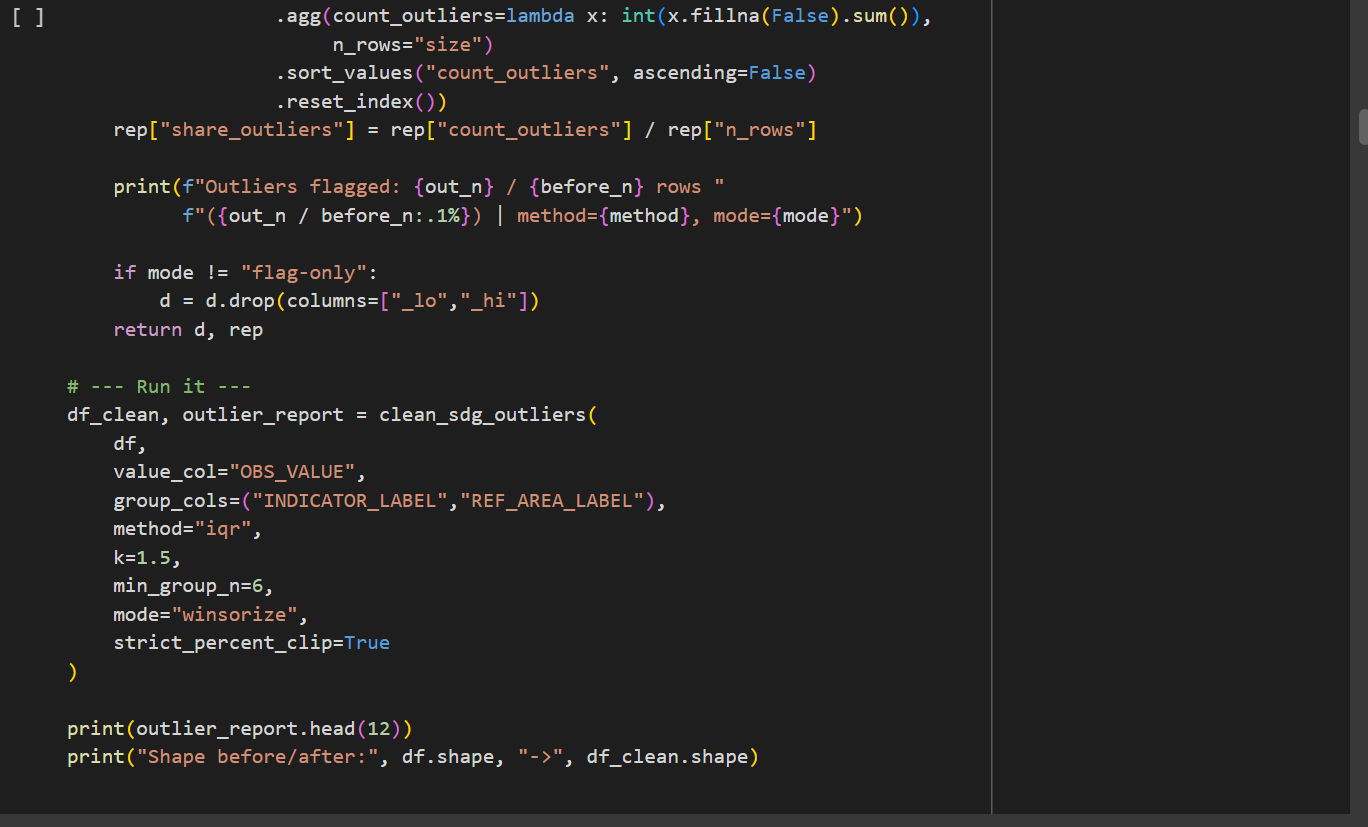 [ ]
.agg(count_outliers=lambda x: int(x.fillna(False).sum()),
n_rows="size")
.sort_values("count_outliers", ascending=False)
.reset_index())
rep["share_outliers"] = rep["count_outliers"] / rep["n_rows"]
print(f"Outliers flagged: {out_n} / {before_n} rows "
f"({out_n / before_n:.1%}) | method={method}, mode={mode}")
if mode != "flag-only":
d = d.drop(columns=["_lo","_hi"])
return d, rep
# --- Run it ---
df_clean, outlier_report = clean_sdg_outliers(
df,
value_col="OBS_VALUE",
group_cols=("INDICATOR_LABEL","REF_AREA_LABEL"),
method="iqr",
k=1.5,
min_group_n=6,
mode="winsorize",
strict_percent_clip=True
)
print(outlier_report.head(12))
print("Shape before/after:", df.shape, "->", df_clean.shape)